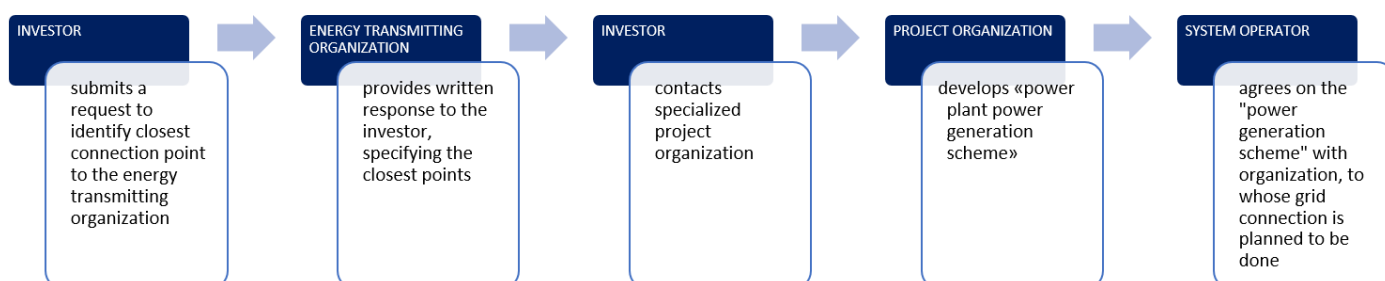 INVESTOR
submits a
request to
identify closest
connection point
to the energy
transmitting
organization
ENERGY TRANSMITTING
ORGANIZATION
provides written
response to the
investor,
specifying the
closest points
INVESTOR
contacts
specialized
project
organization
PROJECT ORGANIZATION
develops «power
plant power
generation
scheme»
SYSTEM OPERATOR
agrees on the
"power
generation
scheme" with
organization, to
whose grid
connection is
planned to be
done